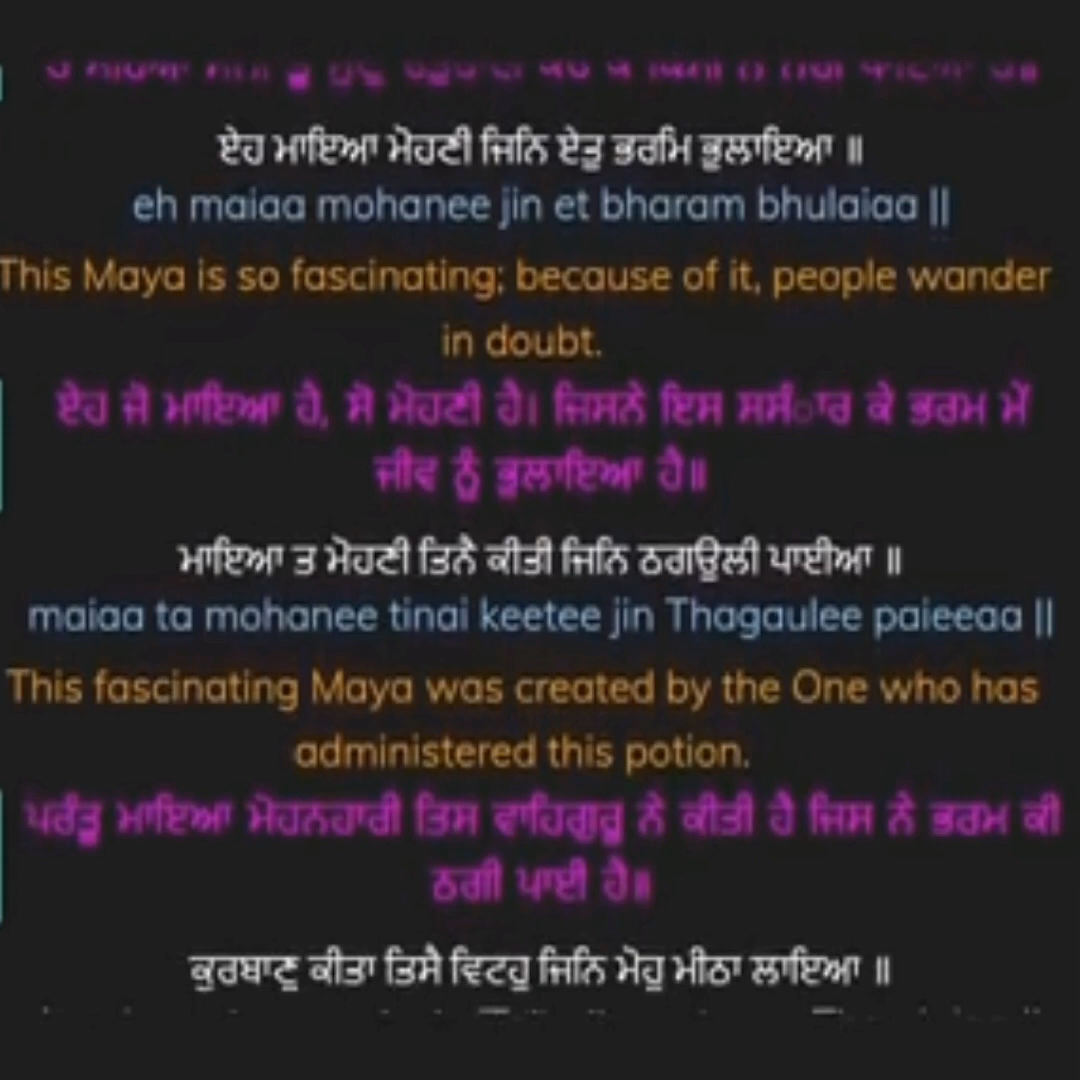 ਏਹ ਮਾਇਆ ਮੋਹਣੀ ਜਿਨਿ ਏਤੁ ਭਰਮਿ ਭੁਲਾਇਆ ॥
eh maiaa mohanee jin et bharam bhulaiaa ||
This Maya is so fascinating; because of it, people wander
in doubt.
ਏਹ ਜੋ ਮਾਇਆ ਹੈ, ਸੋ ਮੋਹਣੀ ਹੈ। ਜਿਸਨੇ ਇਸ ਸਸੰਾਰ ਕੇ ਭਰਮ ਮੇਂ
ਜੀਵ ਨੂੰ ਭੁਲਾਇਆ ਹੈ॥
ਮਾਇਆ ਤ ਮੋਹਣੀ ਤਿਨੈ ਕੀਤੀ ਜਿਨਿ ਠਗਉਲੀ ਪਾਈਆ ॥
maiaa ta mohanee tinai keetee jin Thagaulee paieeaa ||
This fascinating Maya was created by the One who has
administered this potion.
ਪਰੰਤੂ ਮਾਇਆ ਮੋਹਨਹਾਰੀ ਤਿਸ ਵਾਹਿਗੁਰੂ ਨੇ ਕੀਤੀ ਹੈ ਜਿਸ ਨੇ ਭਰਮ ਕੀ
ਠਗੀ ਪਾਈ ਹੈ॥
ਕੁਰਬਾਣੁ ਕੀਤਾ ਤਿਸੈ ਵਿਟਹੁ ਜਿਨਿ ਮੋਹੁ ਮੀਠਾ ਲਾਇਆ ॥